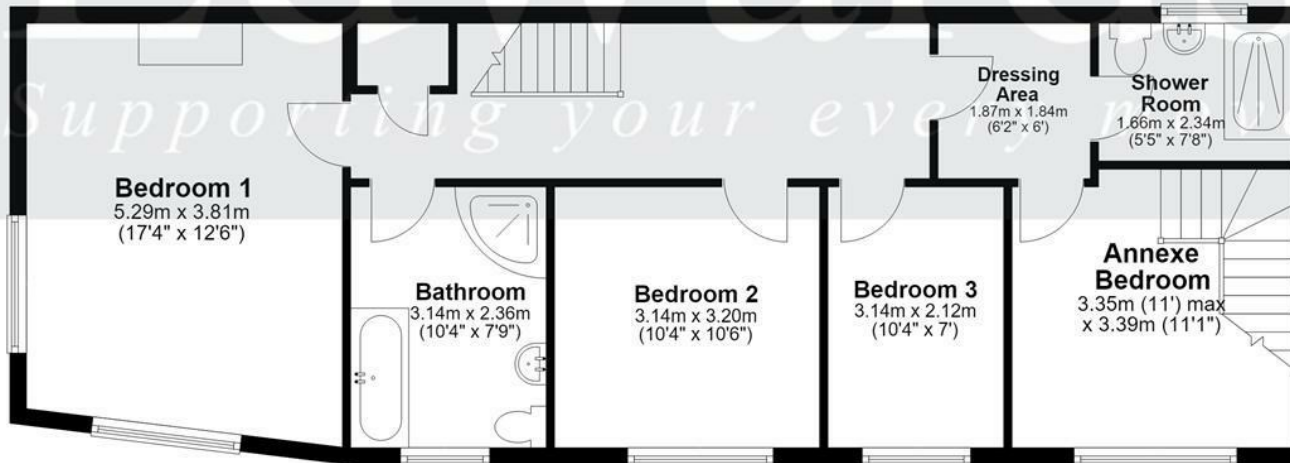 Supporting your every
Bedroom 1
5.29m x 3.81m
(17'4" x 12'6")
Bathroom
3.14m x 2.36m
(10'4" x 7'9")
Bedroom 2
3.14m x 3.20m
(10'4" x 10'6")
Bedroom 3
3.14m x 2.12m
(10'4" x 7')
Dressing
Area
1.87m x 1.84m
(6'2" x 6')
Shower
Room
1.66m x 2.34m
(5'5" x 7'8")
Annexe
Bedroom
3.35m (11') max
x 3.39m (11'1")